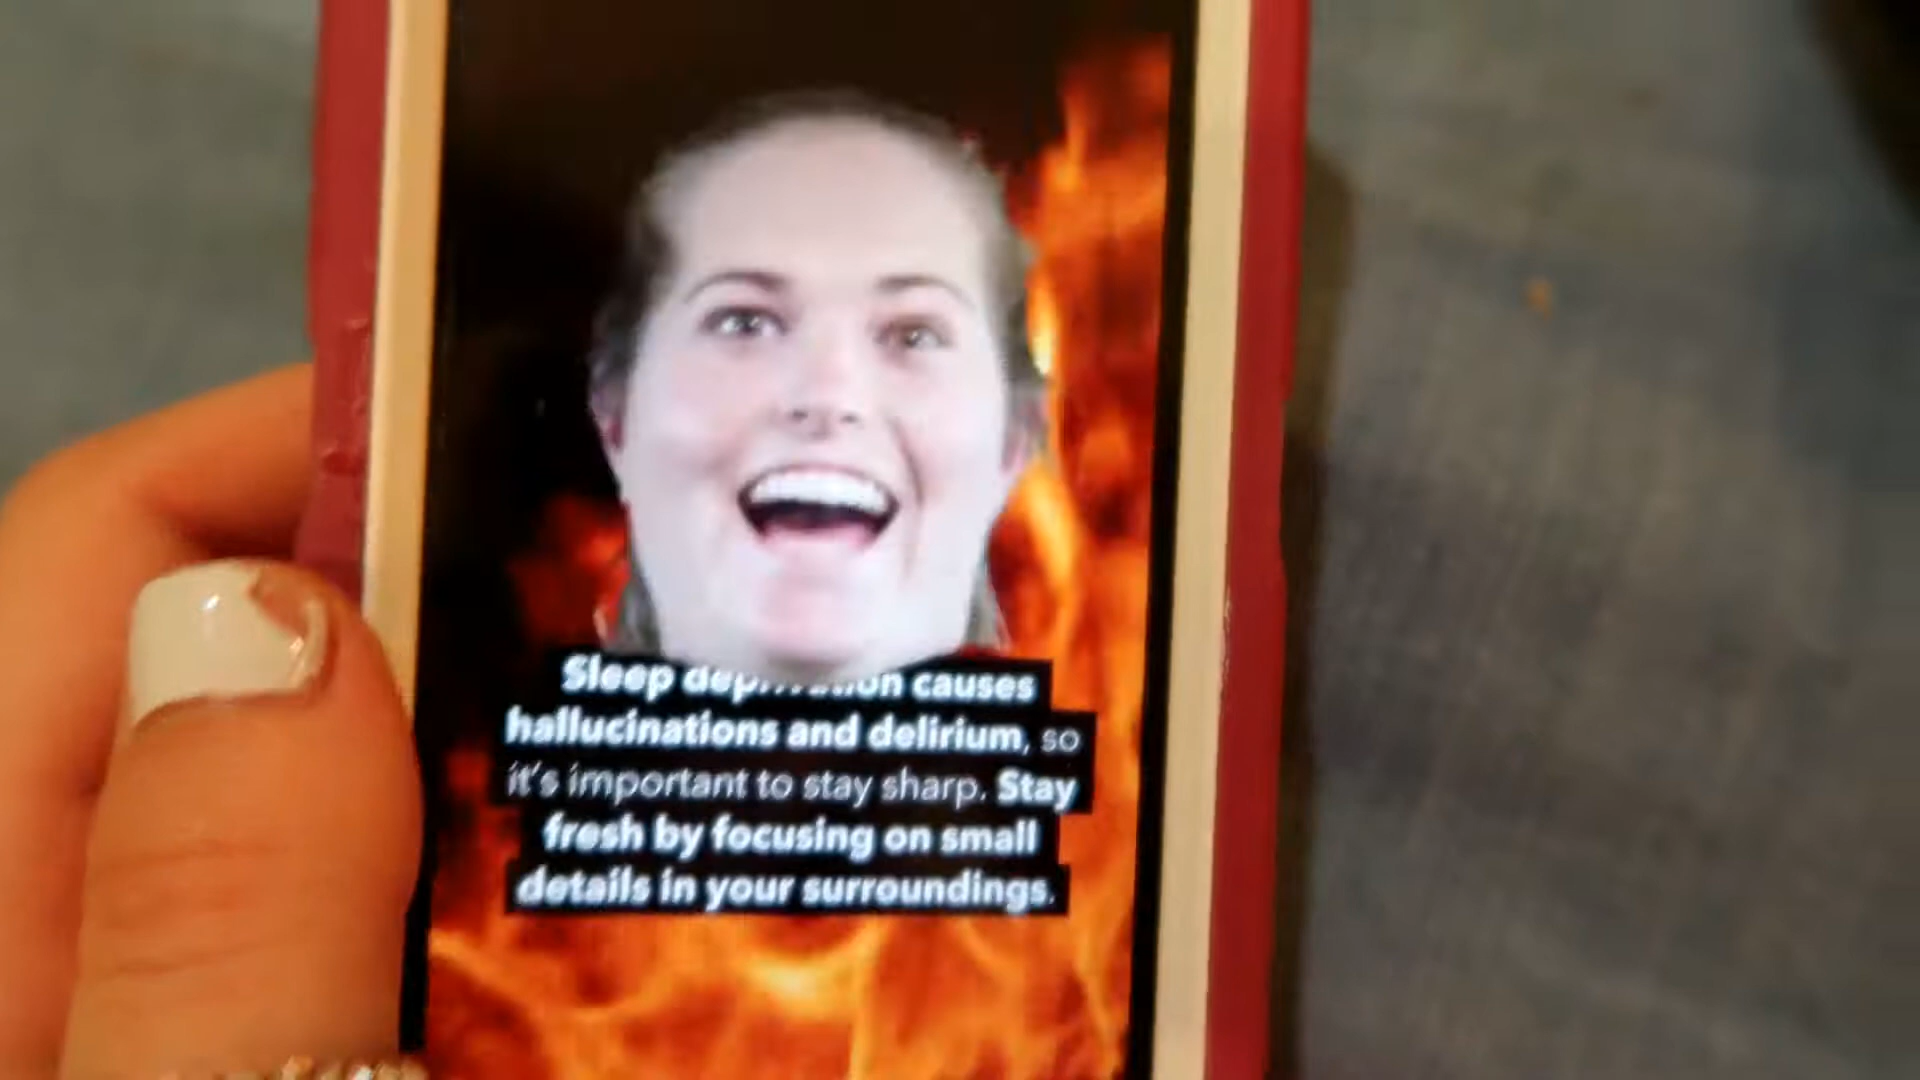 Sleep deprivation causes
hallucinations and delirium, so
it's important to stay sharp. Stay
fresh by focusing on small
details in your surroundings.